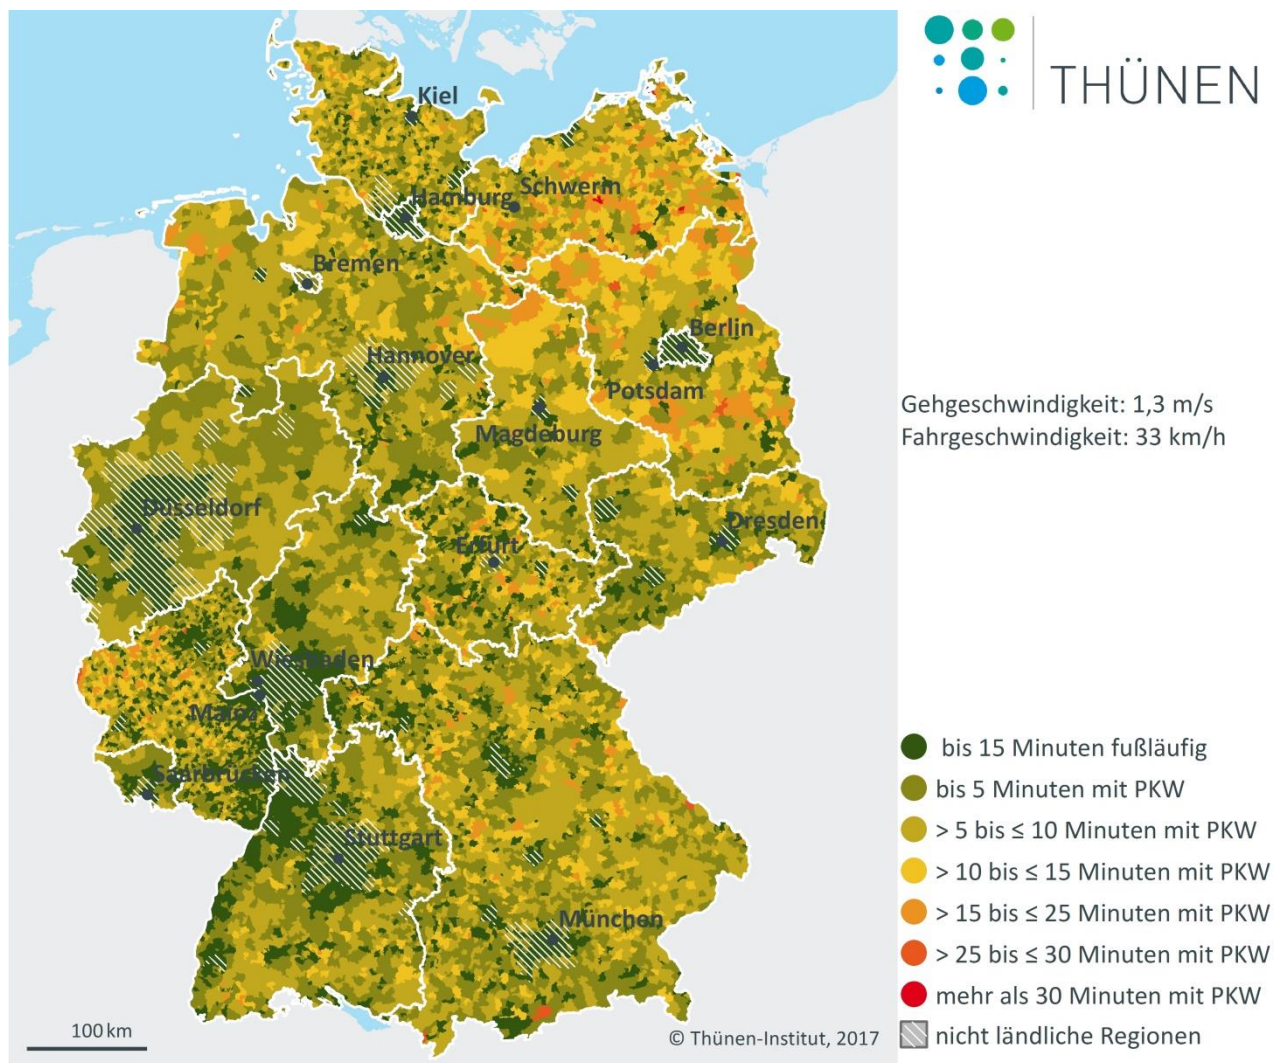 THÜNEN
Kiel
Hamburg
Schwerin
Bremen
Berlin
Hannover
Potsdam
Magdeburg
Düsseldorf
Dresden
Erfurt
Wiesbaden
Mainz
Saarbrücken
Stuttgart
München
Gehgeschwindigkeit: 1,3 m/s
Fahrgeschwindigkeit: 33 km/h
bis 15 Minuten fußläufig
bis 5 Minuten mit PKW
> 5 bis ≤ 10 Minuten mit PKW
> 10 bis ≤ 15 Minuten mit PKW
> 15 bis ≤ 25 Minuten mit PKW
> 25 bis ≤ 30 Minuten mit PKW
mehr als 30 Minuten mit PKW
nicht ländliche Regionen
100 km
© Thünen-Institut, 2017